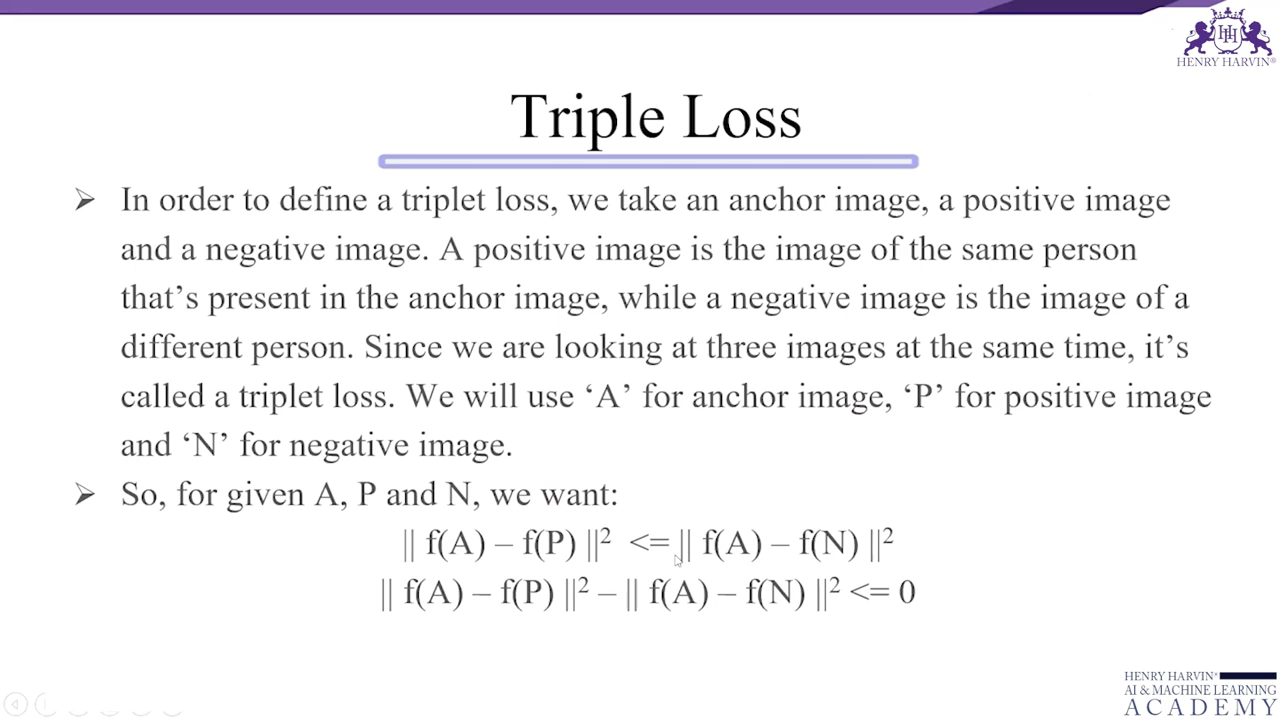 HENRY HARVIN®
Triple Loss
➢ In order to define a triplet loss, we take an anchor image, a positive image
and a negative image. A positive image is the image of the same person
that’s present in the anchor image, while a negative image is the image of a
different person. Since we are looking at three images at the same time, it’s
called a triplet loss. We will use ‘A’ for anchor image, ‘P’ for positive image
and ‘N’ for negative image.
➢ So, for given A, P and N, we want:
|| f(A) – f(P) ||² <= || f(A) – f(N) ||²
|| f(A) – f(P) ||² – || f(A) – f(N) ||² <= 0
HENRY HARVIN®
AI & MACHINE LEARNING
ACADEMY